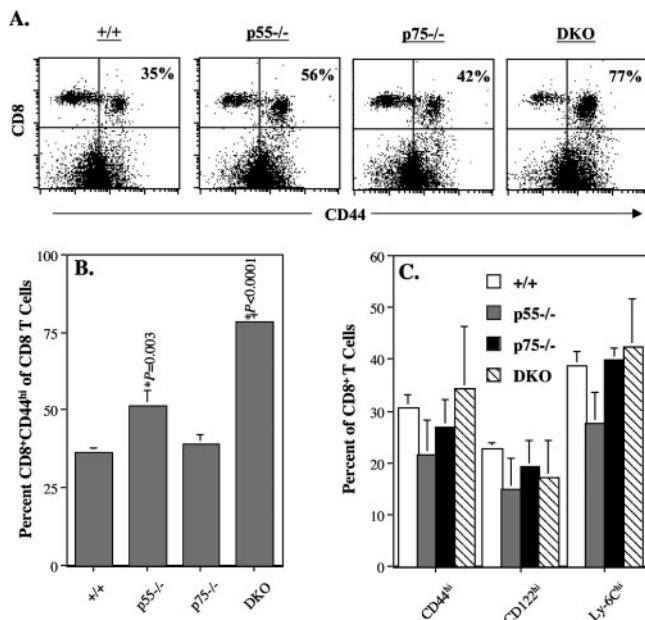 A.
+/+ p55-/- p75-/- DKO
35% 56% 42% 77%
CD8
CD44
B.
100
75
50
25
0
Percent CD8⁺CD44ʰⁱ of CD8 T Cells
*P=0.003
*P<0.0001
+/+ p55-/- p75-/- DKO
C.
60
50
40
30
20
10
0
Percent of CD8⁺ T Cells
+/+
p55-/-
p75-/-
DKO
CD44ʰⁱ CD122ʰⁱ Ly-6Cʰⁱ